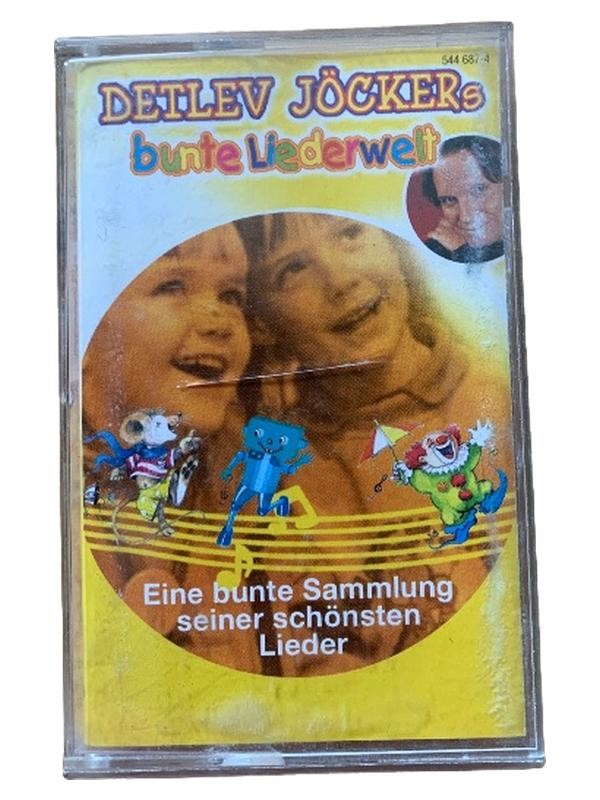 544 687-4
DETLEV JÖCKERs
bunte Liederwelt
Eine bunte Sammlung
seiner schönsten
Lieder